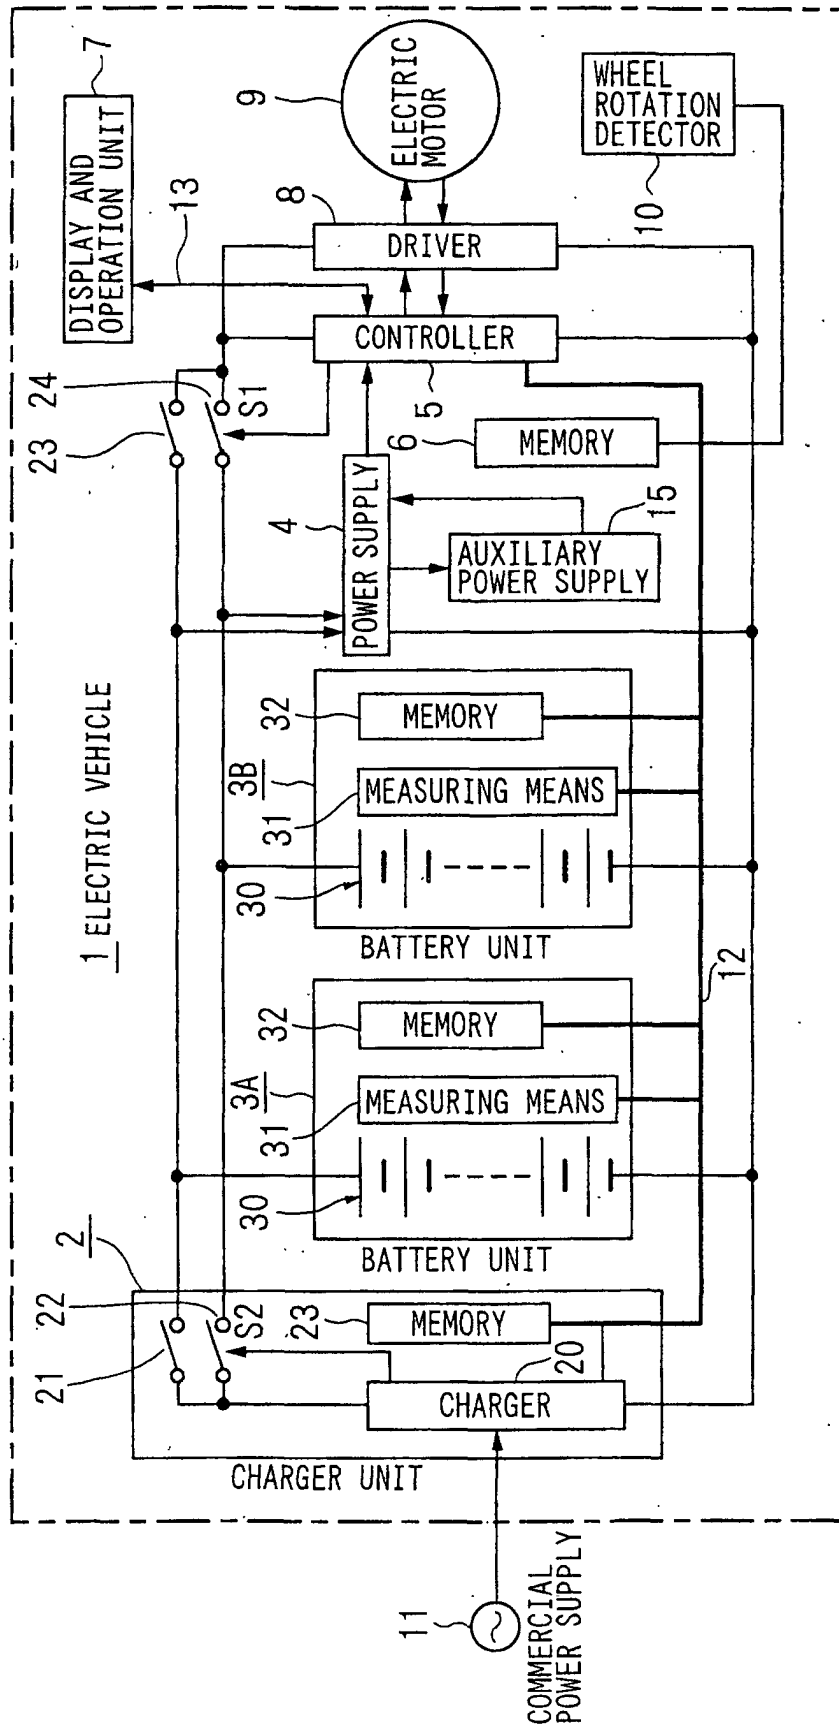 1 ELECTRIC VEHICLE
DISPLAY AND
OPERATION UNIT
7
13
9
ELECTRIC
MOTOR
8
DRIVER
WHEEL
ROTATION
DETECTOR
10
CONTROLLER
5
23
24
S1
6
MEMORY
4
POWER SUPPLY
AUXILIARY
POWER SUPPLY
15
32
MEMORY
3B
31
MEASURING MEANS
30
BATTERY UNIT
32
MEMORY
3A
31
MEASURING MEANS
30
BATTERY UNIT
12
2
22
21
S2
23
MEMORY
20
CHARGER
CHARGER UNIT
11
COMMERCIAL
POWER SUPPLY